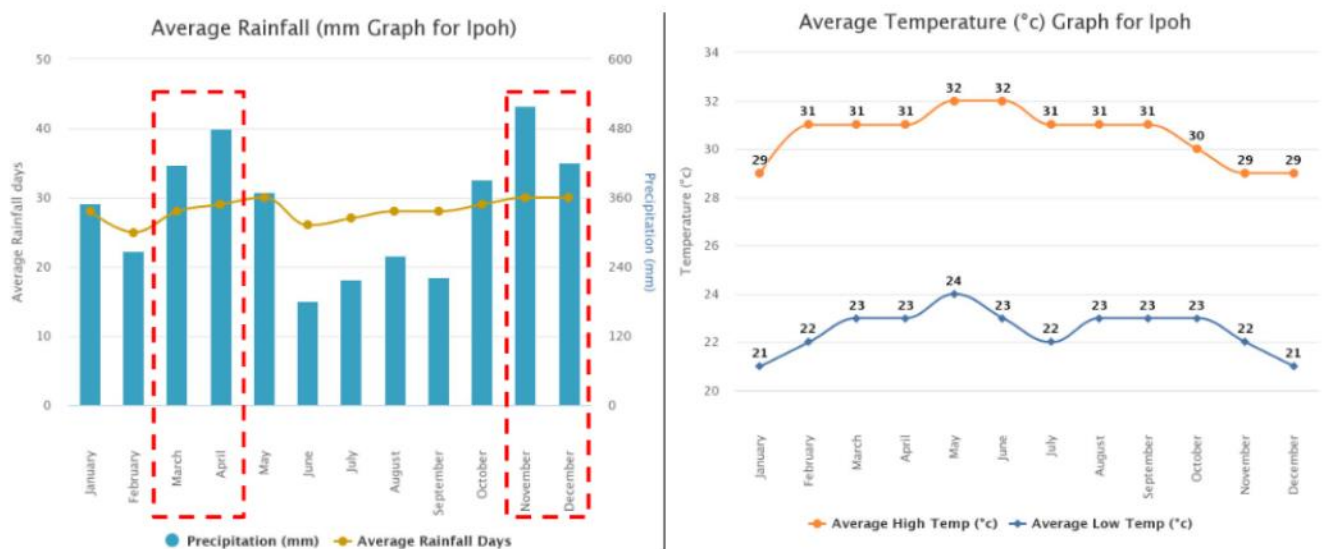 Average Rainfall (mm Graph for Ipoh)
50
40
30
20
10
0
Average Rainfall days
600
480
360
240
120
0
Precipitation (mm)
January
February
March
April
May
June
July
August
September
October
November
December
Precipitation (mm)
Average Rainfall Days
Average Temperature (°c) Graph for Ipoh
34
32
30
28
26
24
22
20
Temperature (°c)
29
31
31
31
32
32
31
31
31
30
29
29
21
22
23
23
24
23
22
23
23
23
22
21
January
February
March
April
May
June
July
August
September
October
November
December
Average High Temp (°c)
Average Low Temp (°c)